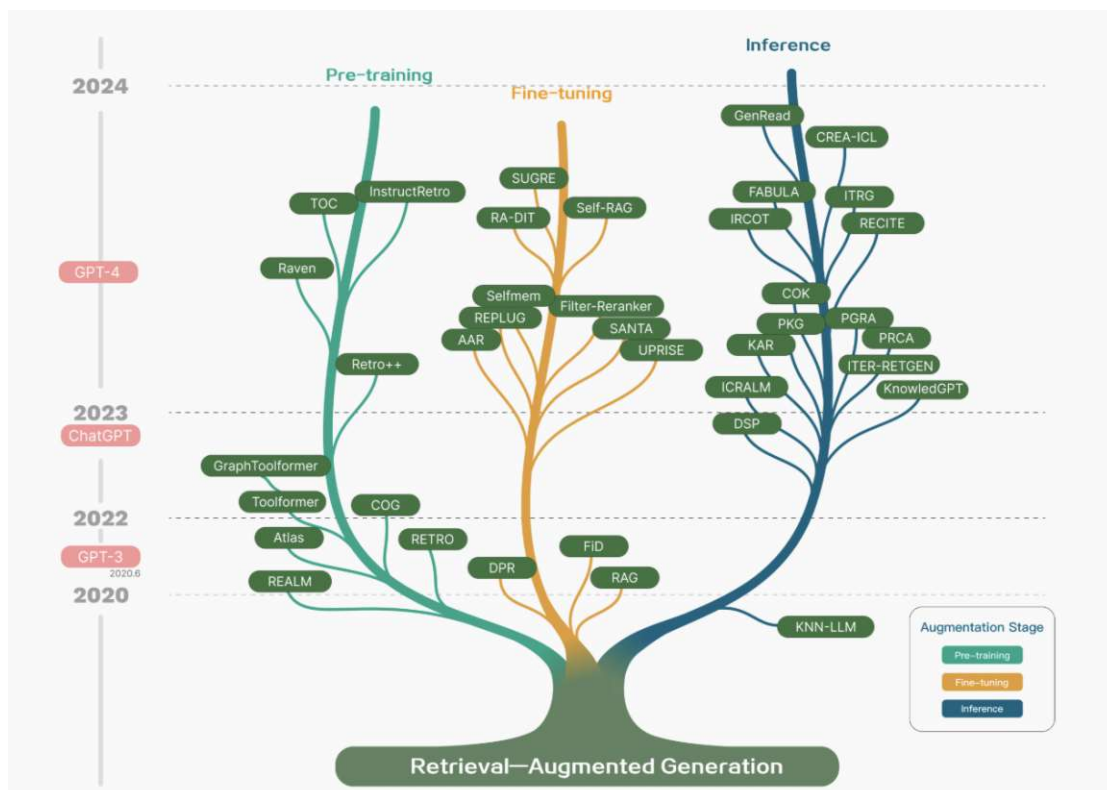 Inference
Pre-training
2024
Fine-tuning
GenRead
CREA-ICL
SUGRE
InstructRetro
FABULA
ITRG
TOC
Self-RAG
RA-DIT
IRCOT
RECITE
Raven
GPT-4
COK
Selfmem
Filter-Reranker
REPLUG
PKG
PGRA
SANTA
AAR
KAR
PRCA
UPRISE
Retro++
ITER-RETGEN
ICRALM
KnowledGPT
2023
DSP
ChatGPT
GraphToolformer
Toolformer
COG
2022
Atlas
RETRO
FiD
GPT-3
2020.6
DPR
RAG
REALM
2020
KNN-LLM
Augmentation Stage
Pre-training
Fine-tuning
Inference
Retrieval—Augmented Generation